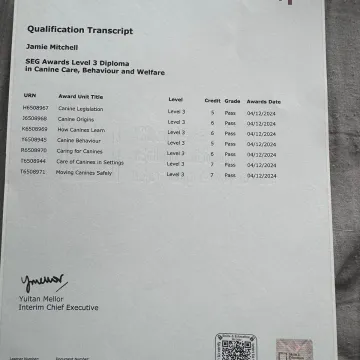 Qualification Transcript
Jamie Mitchell
SEG Awards Level 3 Diploma
in Canine Care, Behaviour and Welfare
URN Award Unit Title Level Credit Grade Awards Date
H6508967 Canine Legislation Level 3 5 Pass 04/12/2024
J6508968 Canine Origins Level 3 6 Pass 04/12/2024
K6508969 How Canines Learn Level 3 6 Pass 04/12/2024
Y6508945 Canine Behaviour Level 3 5 Pass 04/12/2024
R6508970 Caring for Canines Level 3 6 Pass 04/12/2024
T6508944 Care of Canines in Settings Level 3 7 Pass 04/12/2024
T6508971 Moving Canines Safely Level 3 7 Pass 04/12/2024
Yultan Mellor
Interim Chief Executive